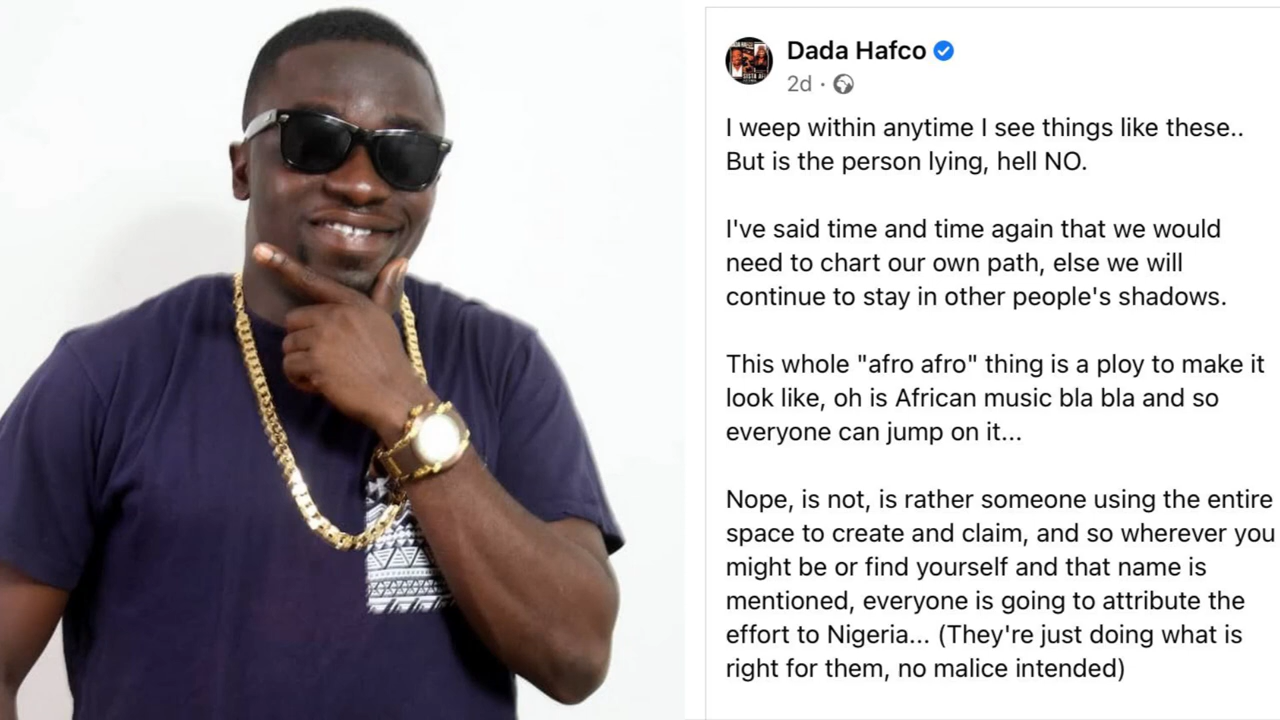 Dada Hafco
2d ·
I weep within anytime I see things like these..
But is the person lying, hell NO.
I've said time and time again that we would
need to chart our own path, else we will
continue to stay in other people's shadows.
This whole "afro afro" thing is a ploy to make it
look like, oh is African music bla bla and so
everyone can jump on it...
Nope, is not, is rather someone using the entire
space to create and claim, and so wherever you
might be or find yourself and that name is
mentioned, everyone is going to attribute the
effort to Nigeria... (They're just doing what is
right for them, no malice intended)